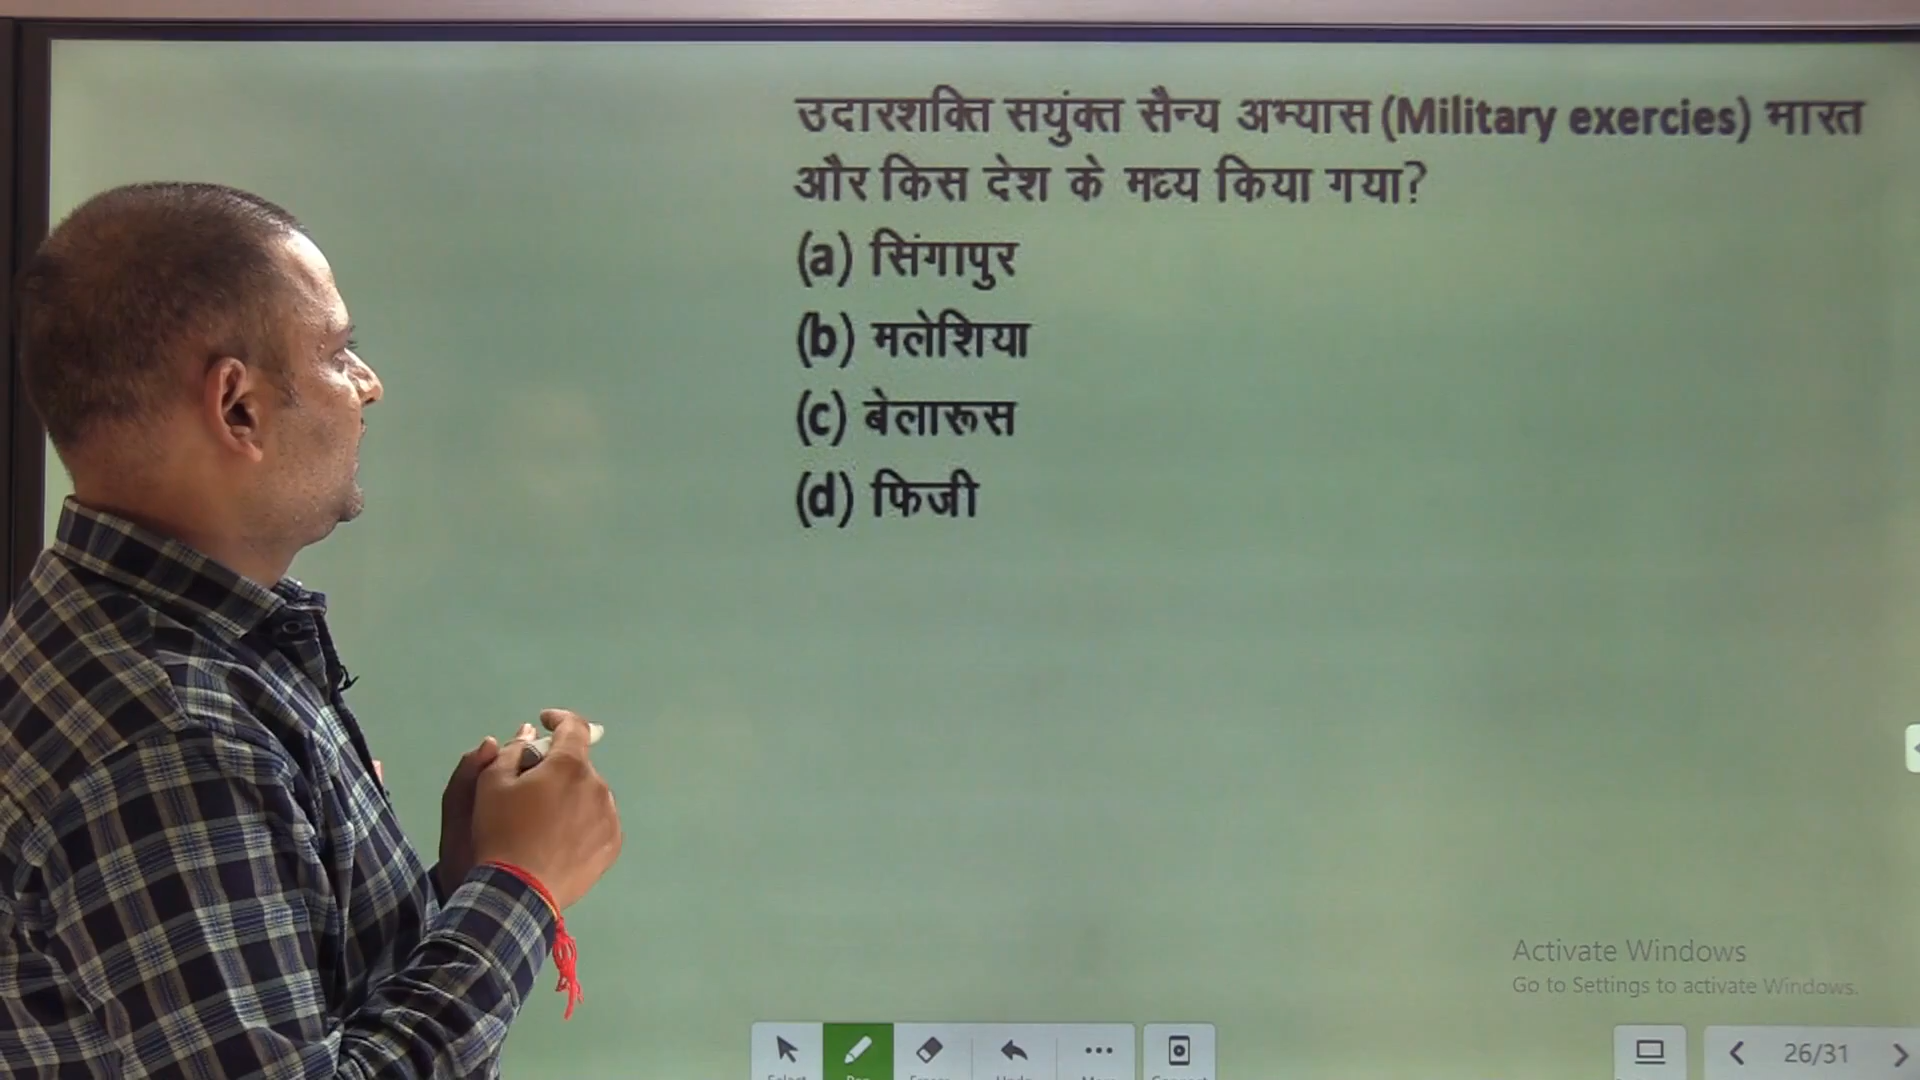 उदारशक्ति सयुंक्त सैन्य अभ्यास (Military exercies) भारत
और किस देश के मध्य किया गया?
(a) सिंगापुर
(b) मलेशिया
(c) बेलारूस
(d) फिजी
Activate Windows
Go to Settings to activate Windows.
26/31